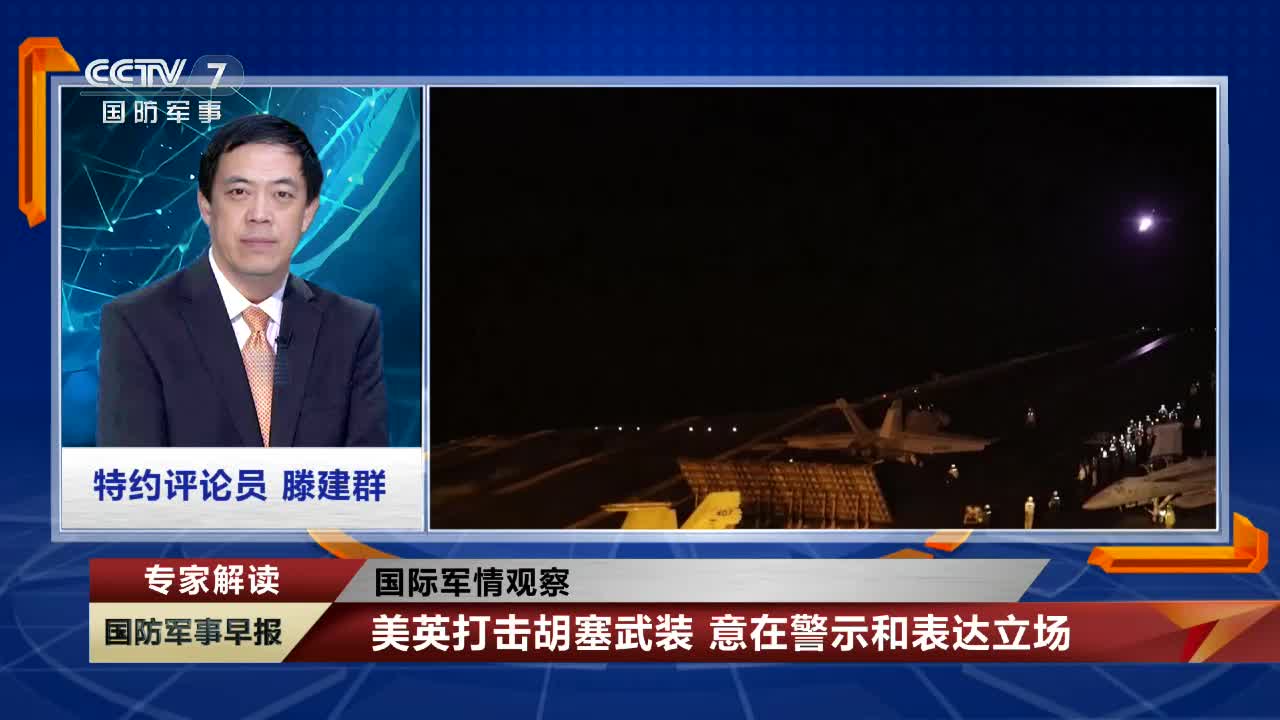 CCTV 7
国防军事
特约评论员 滕建群
专家解读
国际军情观察
国防军事早报
美英打击胡塞武装 意在警示和表达立场
407